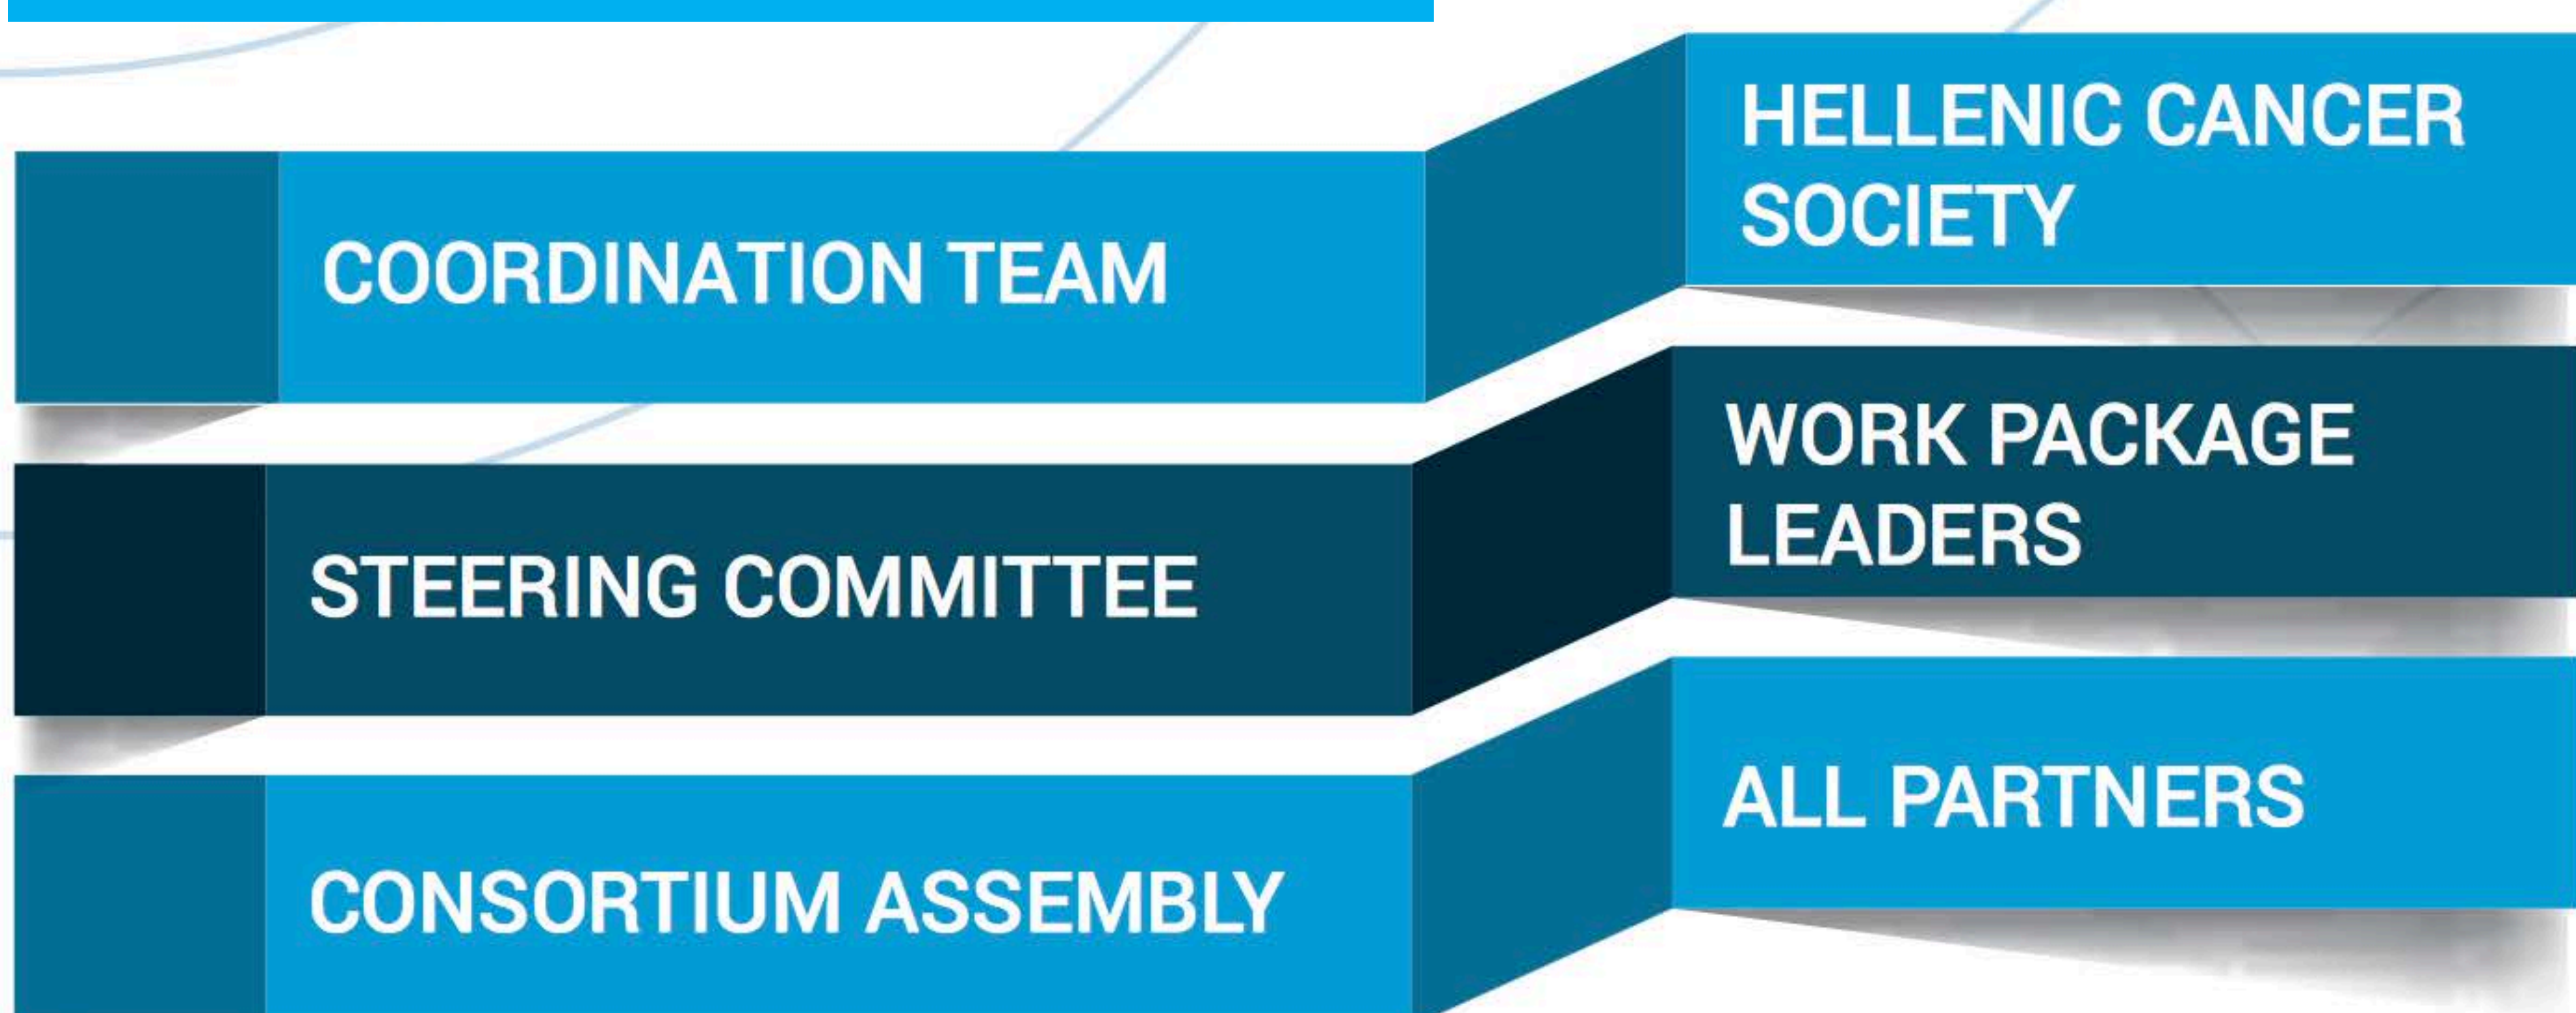 COORDINATION TEAM
HELLENIC CANCER
SOCIETY
STEERING COMMITTEE
WORK PACKAGE
LEADERS
CONSORTIUM ASSEMBLY
ALL PARTNERS